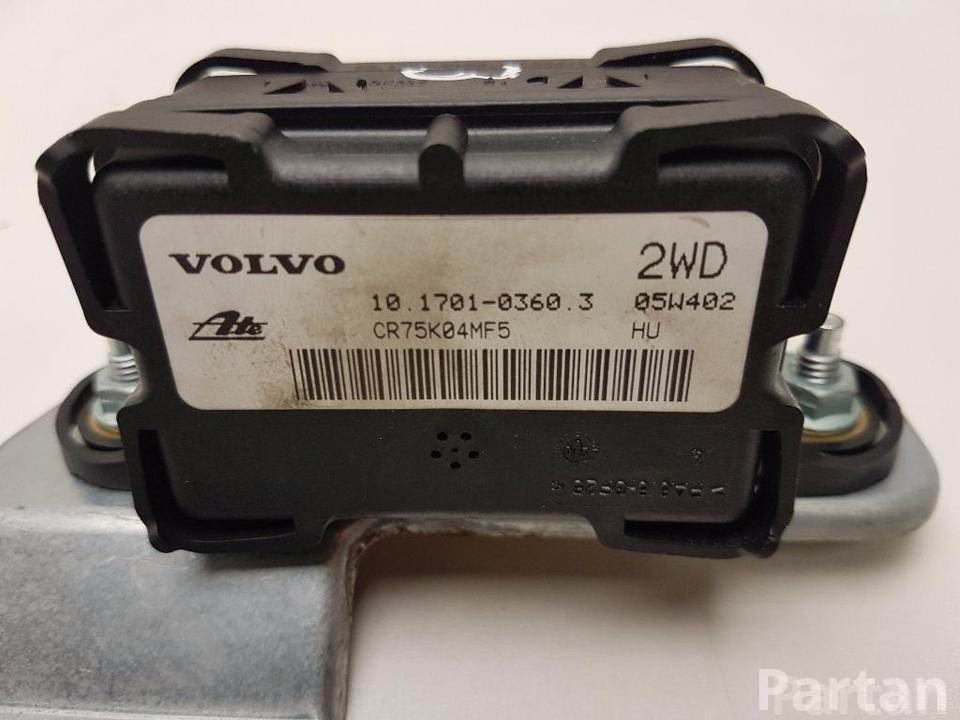 VOLVO 2WD
10.1701-0360.3 05W402
Ate CR75K04MF5 HU
Partan